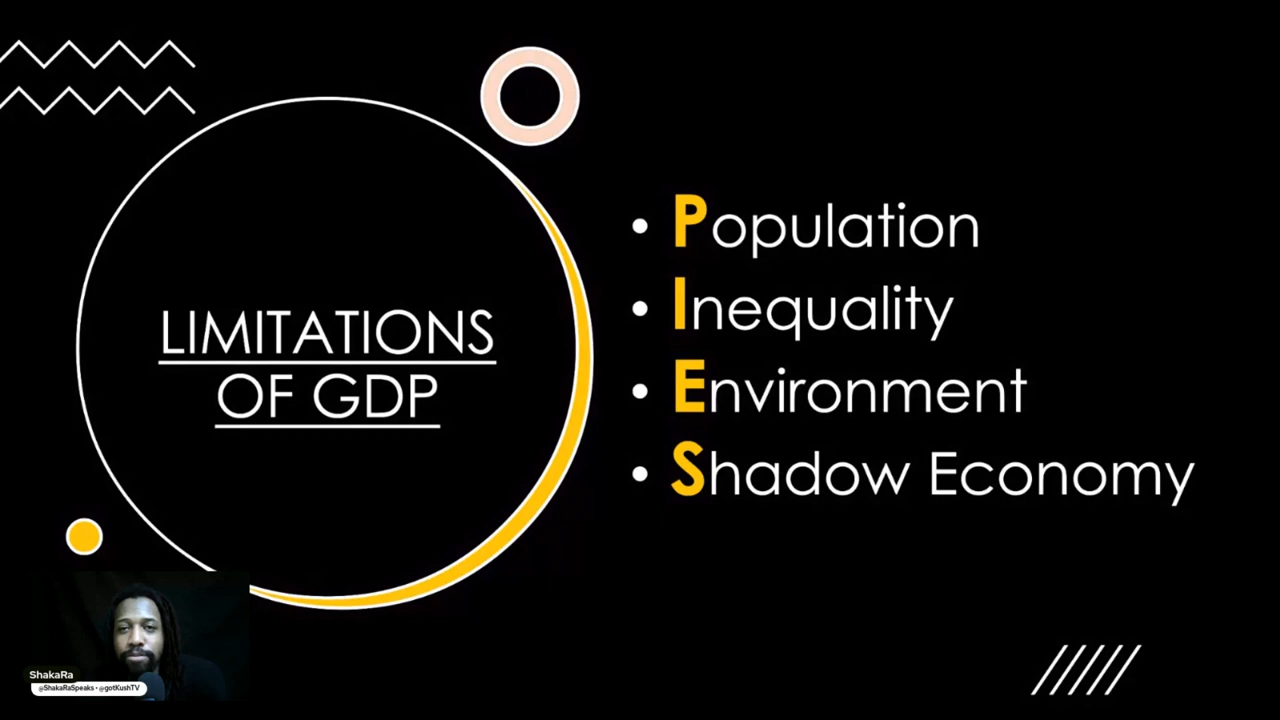 LIMITATIONS
OF GDP
• Population
• Inequality
• Environment
• Shadow Economy
ShakaRa
@ShakaRaSpeaks • @gotKushTV